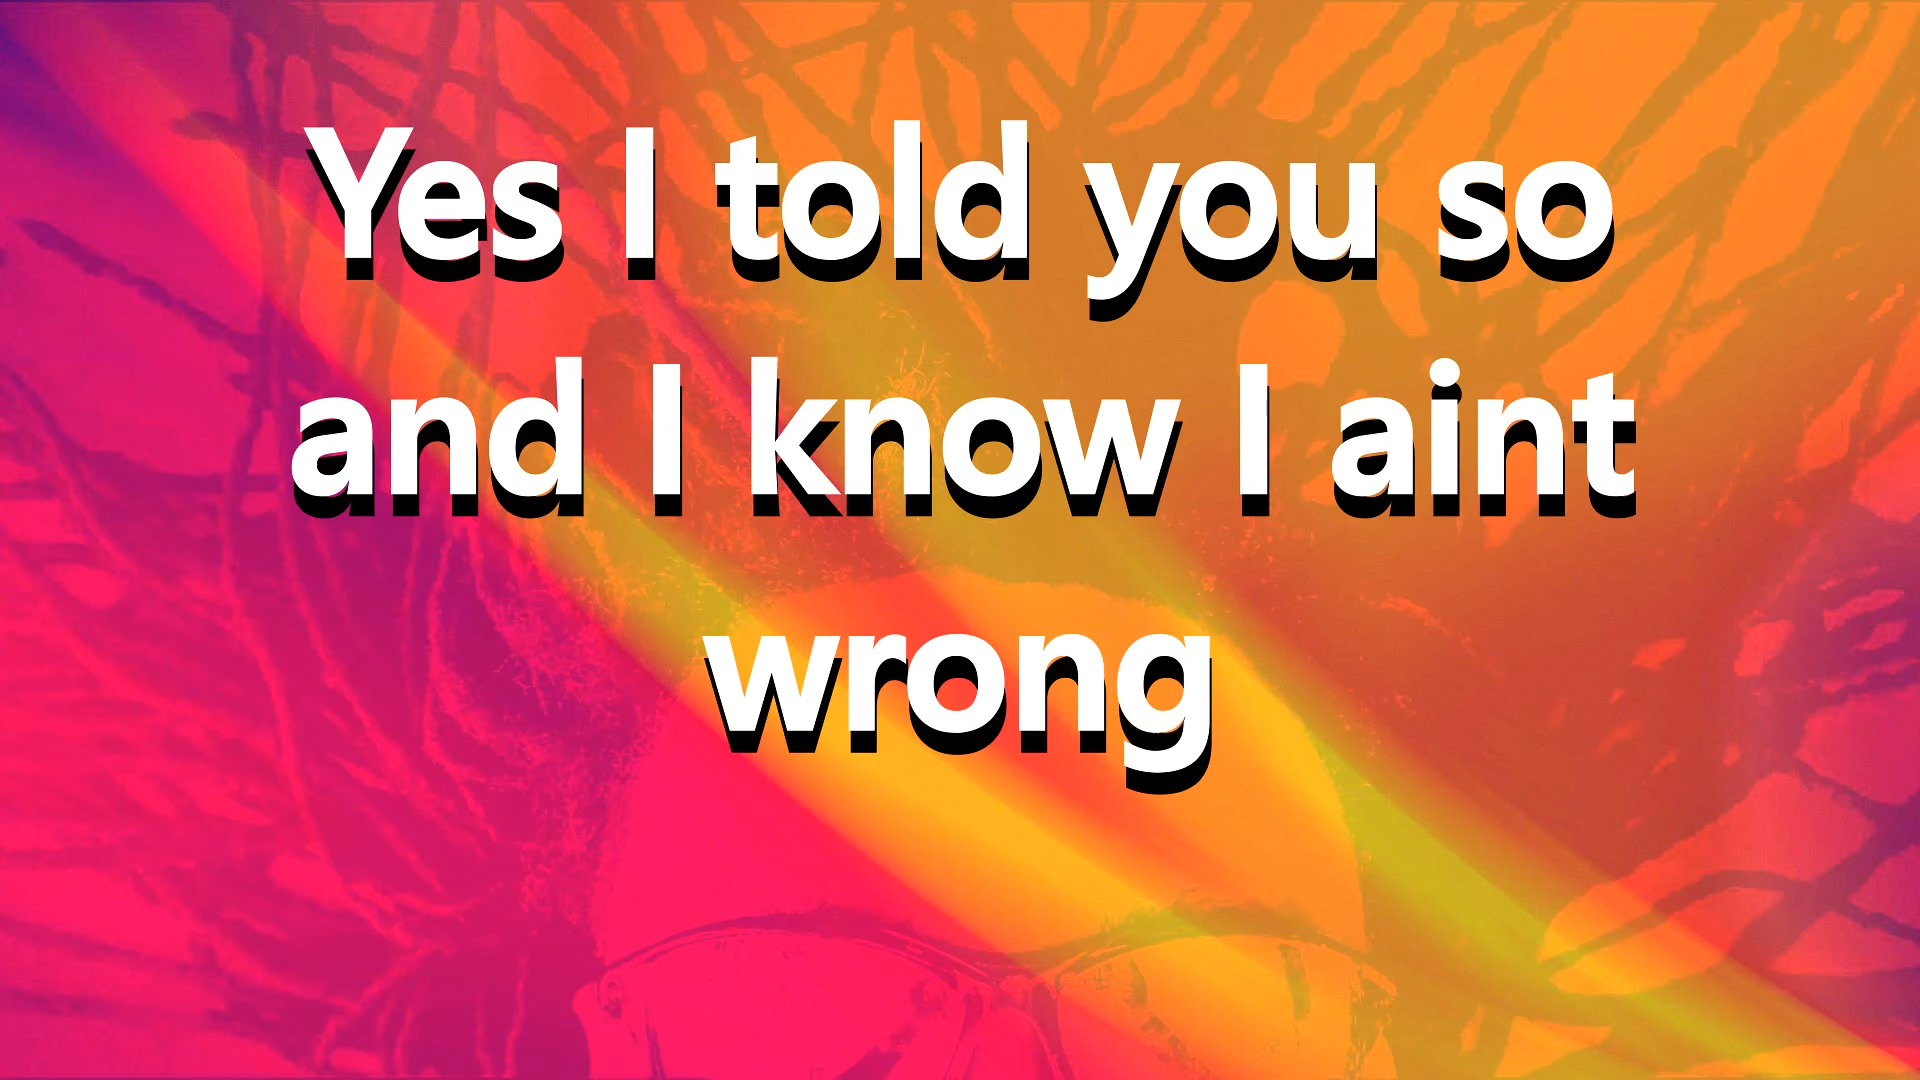 Yes I told you so
and I know I aint
wrong